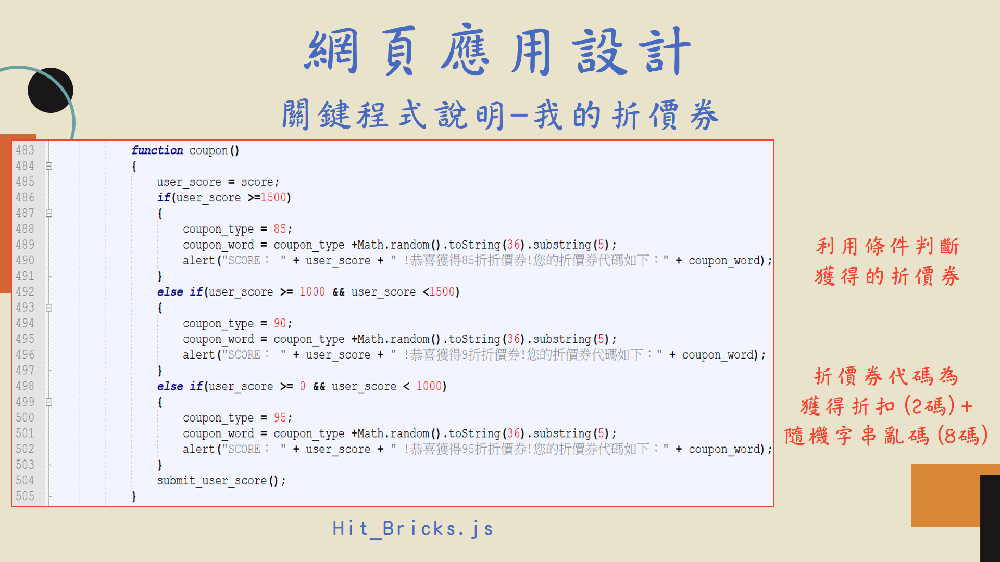 網頁應用設計
關鍵程式說明-我的折價券
483 function coupon()
484 {
485 user_score = score;
486 if(user_score >=1500)
487 {
488 coupon_type = 85;
489 coupon_word = coupon_type +Math.random().toString(36).substring(5);
490 alert("SCORE： " + user_score + " !恭喜獲得85折折價券!您的折價券代碼如下：" + coupon_word);
491 }
492 else if(user_score >= 1000 && user_score <1500)
493 {
494 coupon_type = 90;
495 coupon_word = coupon_type +Math.random().toString(36).substring(5);
496 alert("SCORE： " + user_score + " !恭喜獲得9折折價券!您的折價券代碼如下：" + coupon_word);
497 }
498 else if(user_score >= 0 && user_score < 1000)
499 {
500 coupon_type = 95;
501 coupon_word = coupon_type +Math.random().toString(36).substring(5);
502 alert("SCORE： " + user_score + " !恭喜獲得95折折價券!您的折價券代碼如下：" + coupon_word);
503 }
504 submit_user_score();
505 }
利用條件判斷
獲得的折價券
折價券代碼為
獲得折扣(2碼)+
隨機字串亂碼(8碼)
Hit_Bricks.js